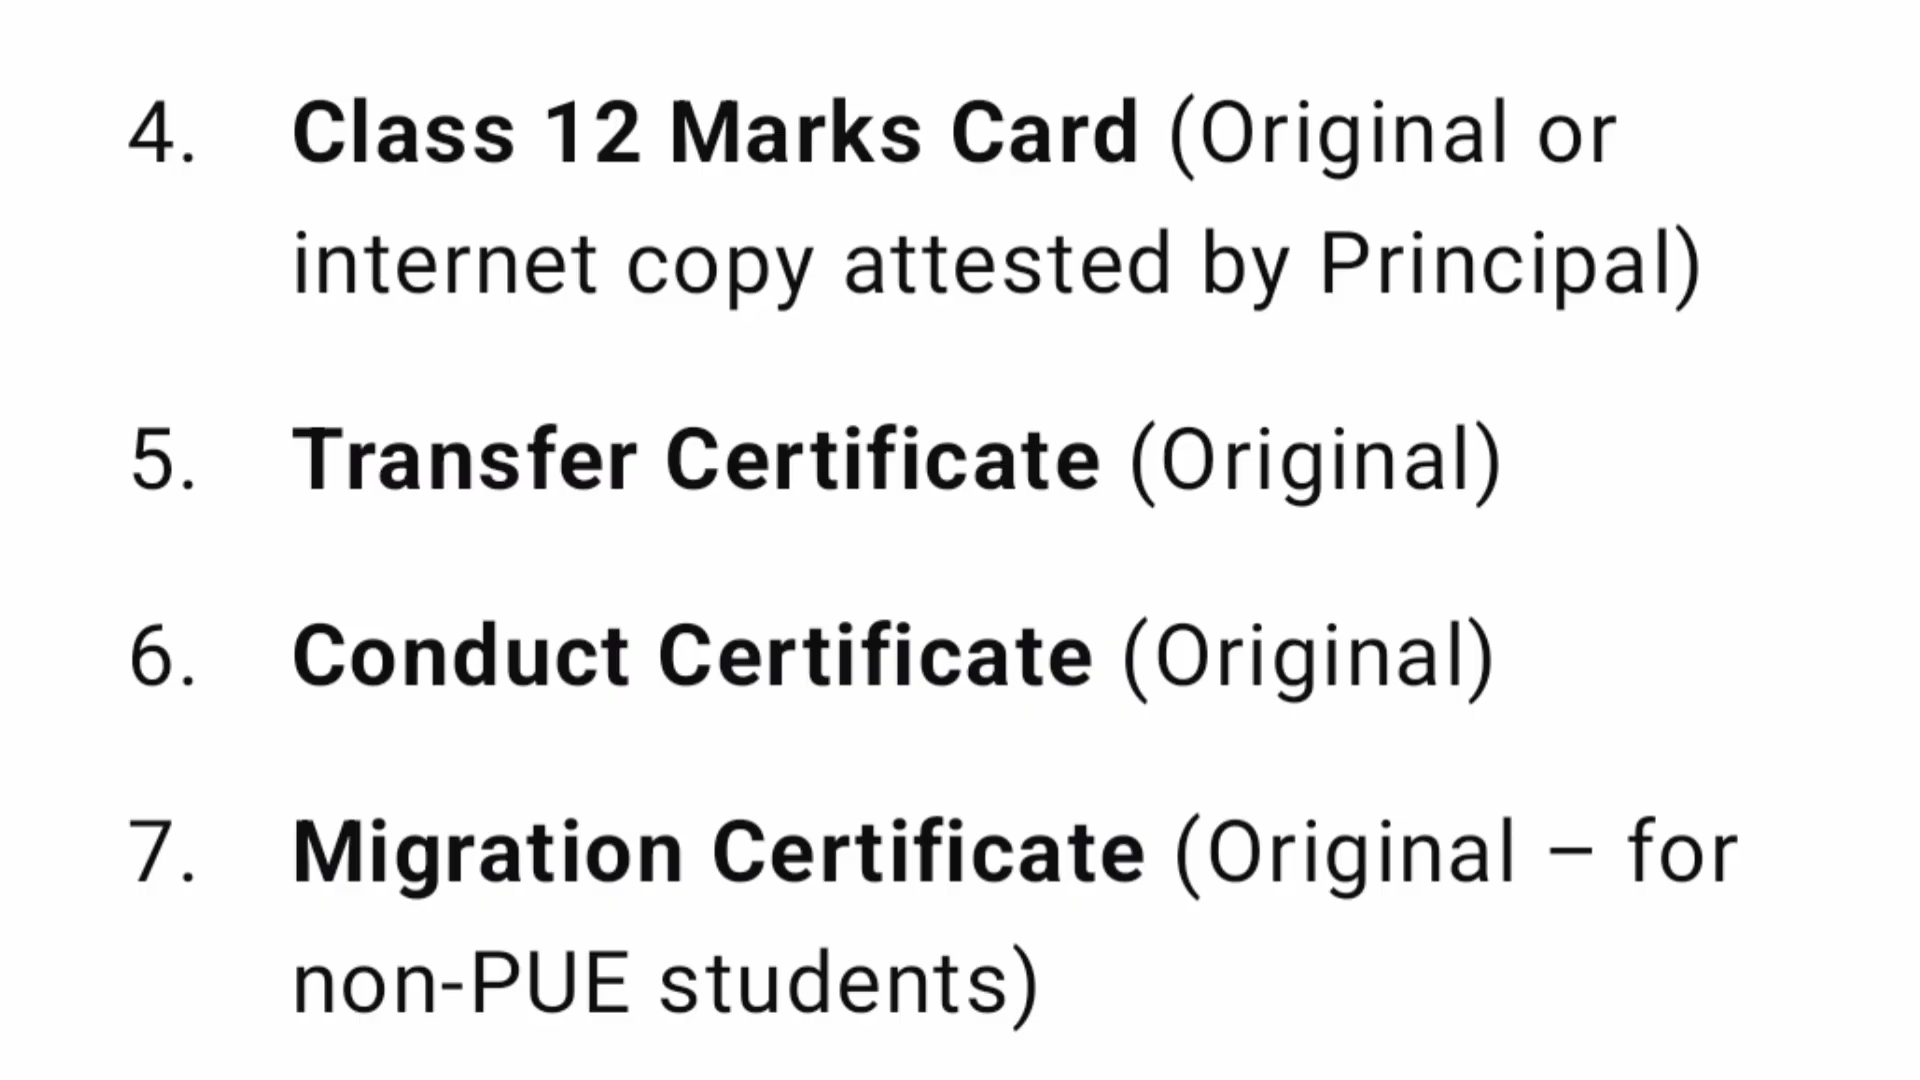 4. Class 12 Marks Card (Original or
internet copy attested by Principal)
5. Transfer Certificate (Original)
6. Conduct Certificate (Original)
7. Migration Certificate (Original – for
non-PUE students)